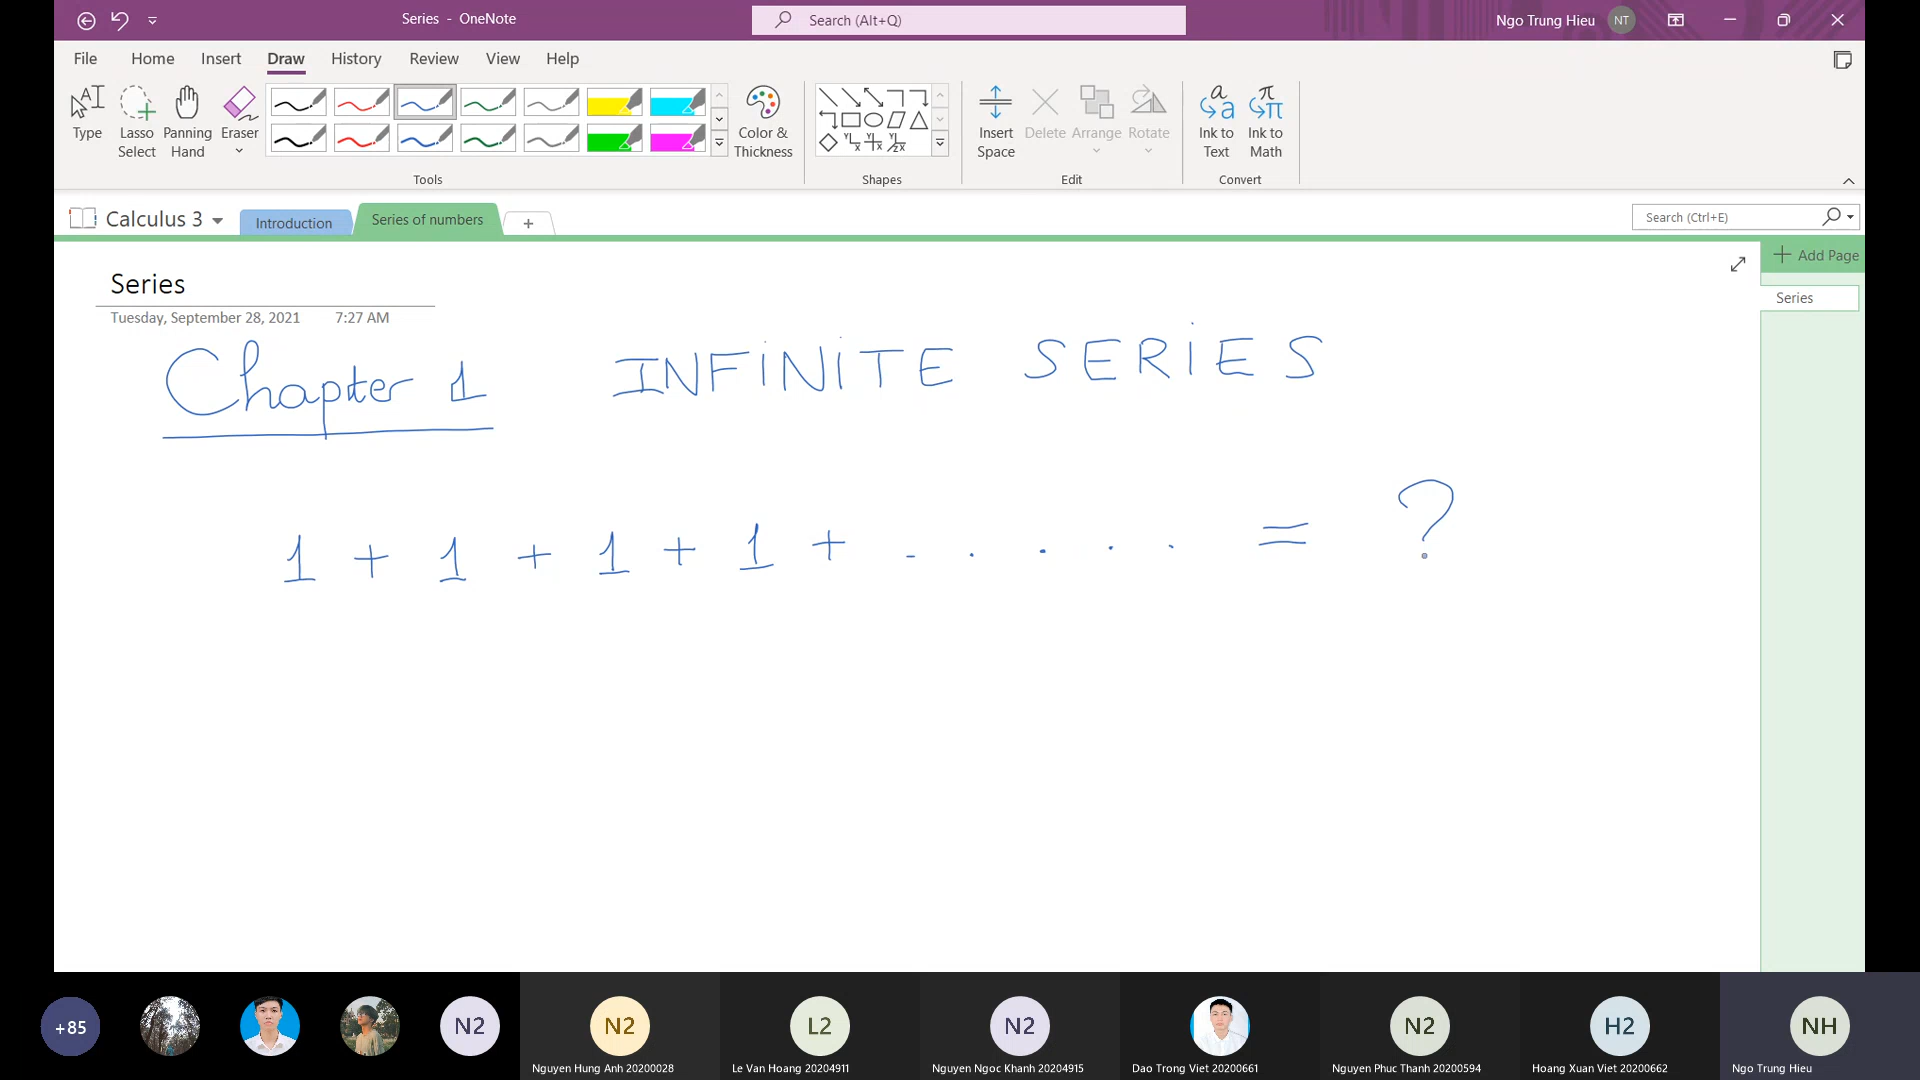 Series - OneNote
Search (Alt+Q)
Ngo Trung Hieu NT
File Home Insert Draw History Review View Help
Type Lasso Select Panning Hand Eraser Color & Thickness Insert Space Delete Arrange Rotate Ink to Text Ink to Math
Tools Shapes Edit Convert
Calculus 3 Introduction Series of numbers + Search (Ctrl+E)
Add Page
Series
Series
Tuesday, September 28, 2021 7:27 AM
Chapter 1 INFINITE SERIES
1 + 1 + 1 + 1 + ..... = ?
+85 N2 N2 L2 N2 N2 H2 NH
Nguyen Hung Anh 20200028 Le Van Hoang 20204911 Nguyen Ngoc Khanh 20204915 Dao Trong Viet 20200661 Nguyen Phuc Thanh 20200594 Hoang Xuan Viet 20200662 Ngo Trung Hieu